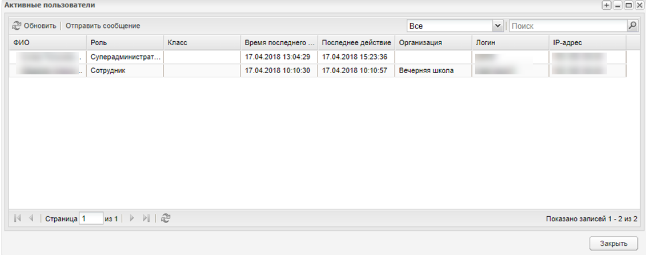 Активные пользователи
Обновить Отправить сообщение Все Поиск
ФИО Роль Класс Время последнего ... Последнее действие Организация Логин IP-адрес
Суперадминистрат... 17.04.2018 13:04:29 17.04.2018 15:23:36
Сотрудник 17.04.2018 10:10:30 17.04.2018 10:10:57 Вечерняя школа
Страница 1 из 1 Показано записей 1 - 2 из 2
Закрыть